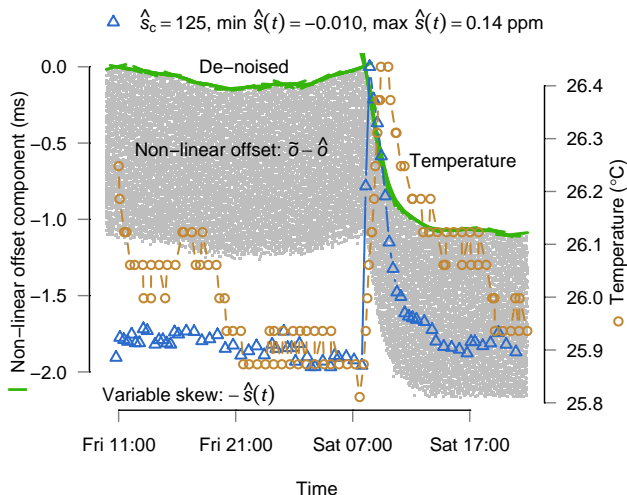 △ ŝc = 125, min ŝ(t) = −0.010, max ŝ(t) = 0.14 ppm
De−noised
Non−linear offset: õ − ô
Temperature
Variable skew: − ŝ(t)
Non−linear offset component (ms)
0.0
−0.5
−1.0
−1.5
−2.0
Temperature (°C)
26.4
26.3
26.2
26.1
26.0
25.9
25.8
Fri 11:00
Fri 21:00
Sat 07:00
Sat 17:00
Time